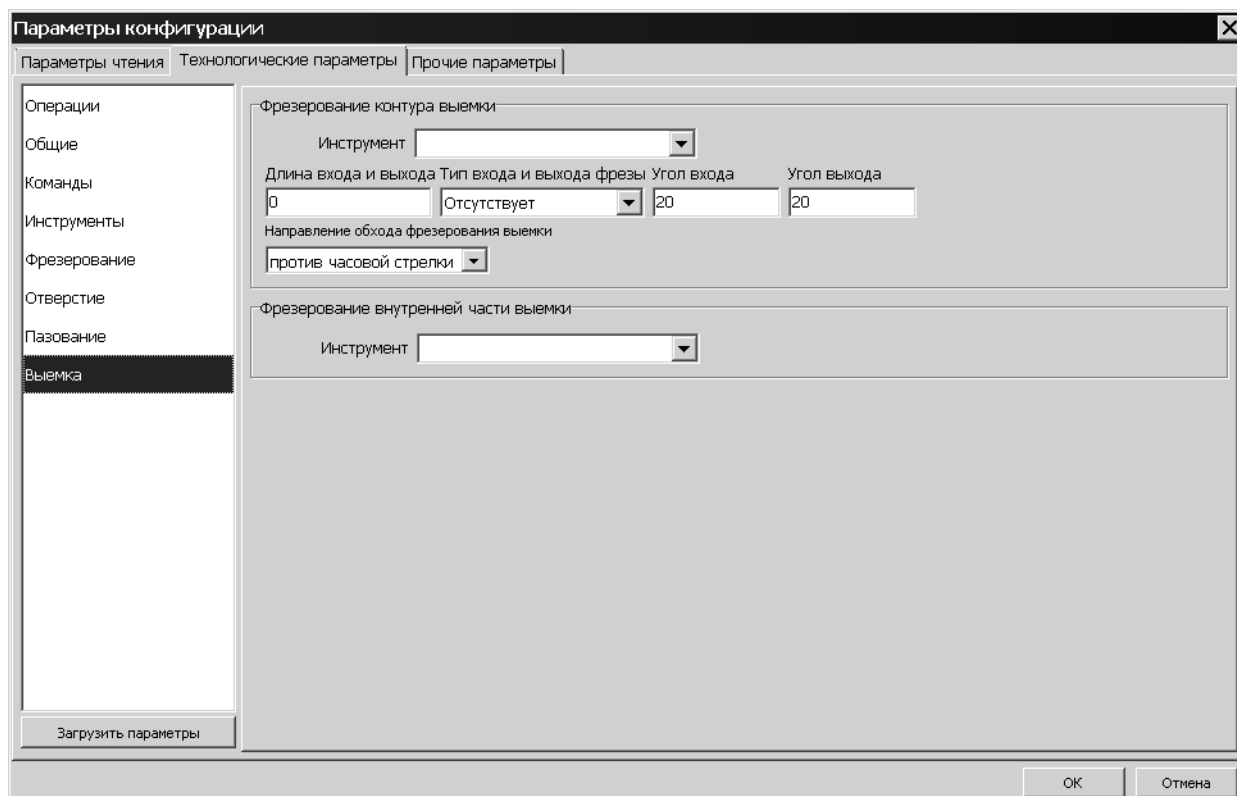 Параметры конфигурации
Параметры чтения Технологические параметры Прочие параметры
Операции
Общие
Команды
Инструменты
Фрезерование
Отверстие
Пазование
Выемка
Загрузить параметры
Фрезерование контура выемки
Инструмент
Длина входа и выхода Тип входа и выхода фрезы Угол входа Угол выхода
0 Отсутствует 20 20
Направление обхода фрезерования выемки
против часовой стрелки
Фрезерование внутренней части выемки
Инструмент
OK Отмена